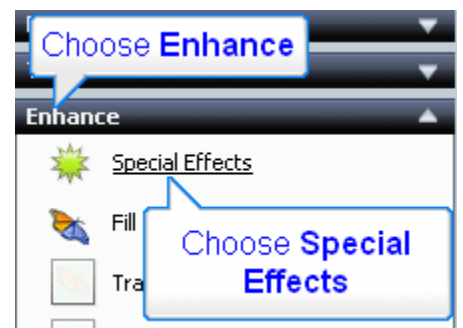 Choose Enhance
Enhance
Special Effects
Fill
Choose Special
Effects